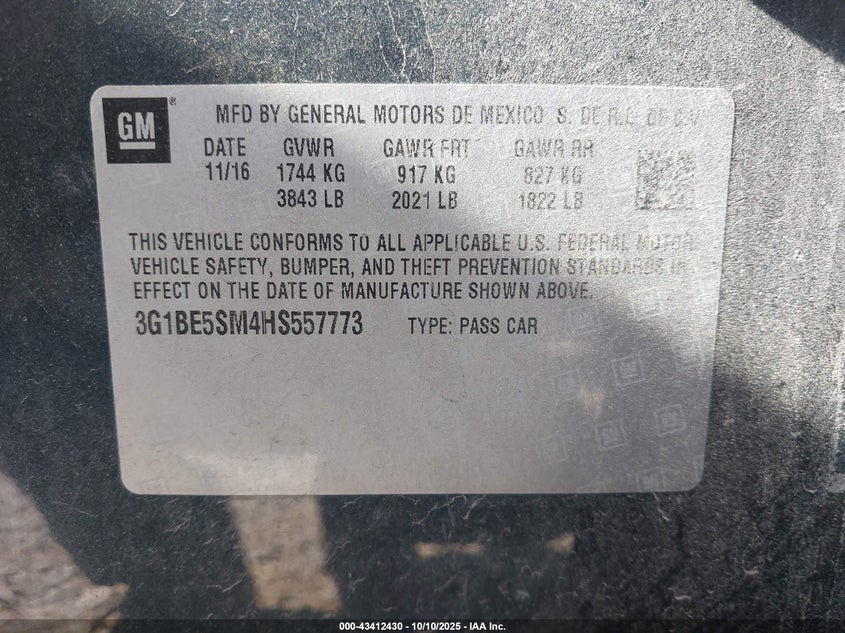 GM ®
MFD BY GENERAL MOTORS DE MEXICO S. DE R.L. DE C.V.
DATE GVWR GAWR FRT GAWR RR
11/16 1744 KG 917 KG 827 KG
3843 LB 2021 LB 1822 LB
THIS VEHICLE CONFORMS TO ALL APPLICABLE U.S. FEDERAL MOTOR
VEHICLE SAFETY, BUMPER, AND THEFT PREVENTION STANDARDS IN
EFFECT ON THE DATE OF MANUFACTURE SHOWN ABOVE.
3G1BE5SM4HS557773 TYPE: PASS CAR
000-43412430 - 10/10/2025 - IAA Inc.